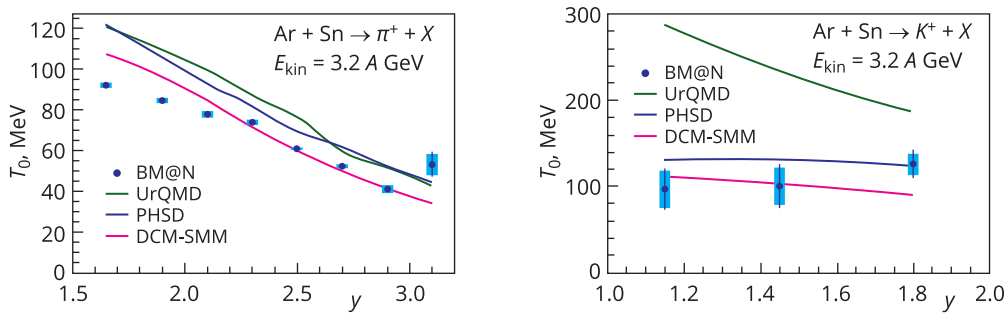 Ar + Sn → π⁺ + X
E_kin = 3.2 A GeV
T₀, MeV
120
100
80
60
40
20
0
BM@N
UrQMD
PHSD
DCM-SMM
1.5
2.0
2.5
y
3.0
Ar + Sn → K⁺ + X
E_kin = 3.2 A GeV
T₀, MeV
300
200
100
0
BM@N
UrQMD
PHSD
DCM-SMM
1.0
1.2
1.4
1.6
y
1.8
2.0